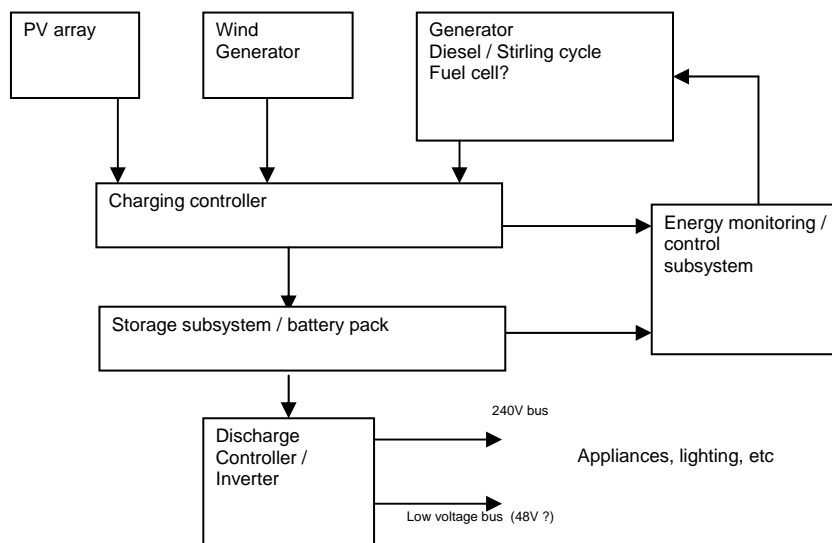 PV array
Wind
Generator
Generator
Diesel / Stirling cycle
Fuel cell?
Charging controller
Energy monitoring /
control
subsystem
Storage subsystem / battery pack
Discharge
Controller /
Inverter
240V bus
Appliances, lighting, etc
Low voltage bus (48V ?)